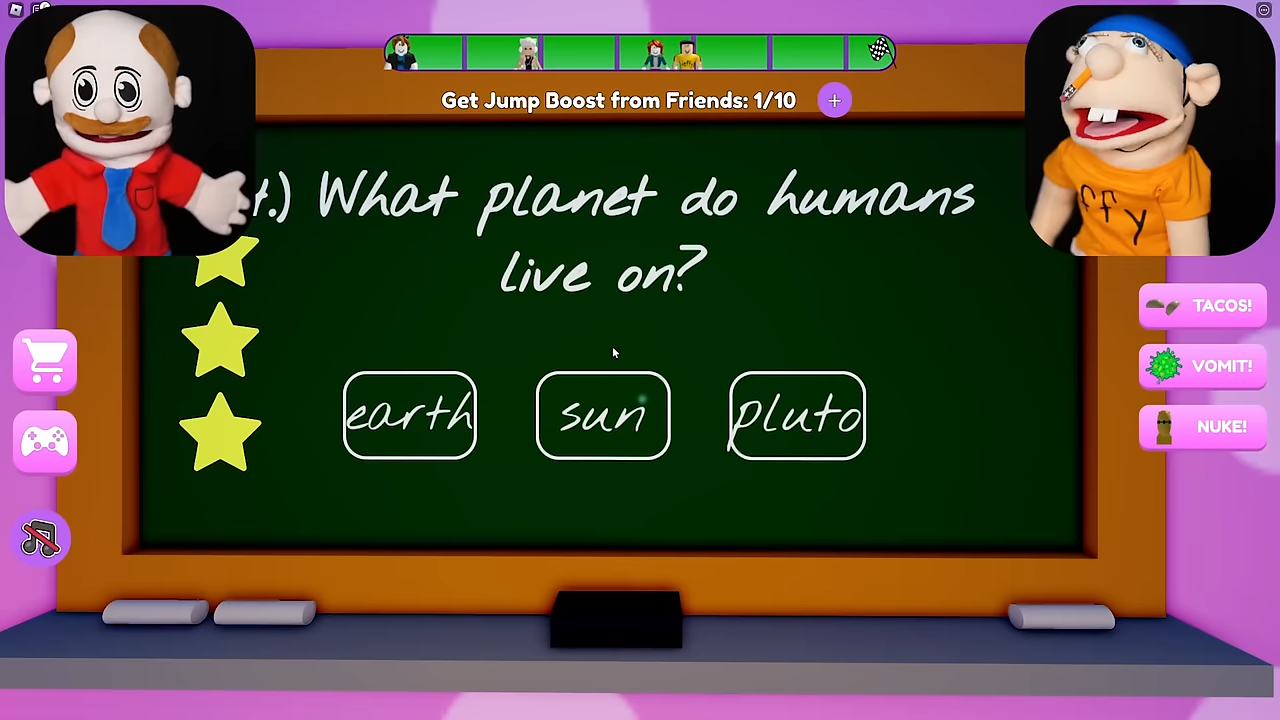 Get Jump Boost from Friends: 1/10
+
t.) What planet do humans
live on?
earth
sun
pluto
TACOS!
VOMIT!
NUKE!
ffy